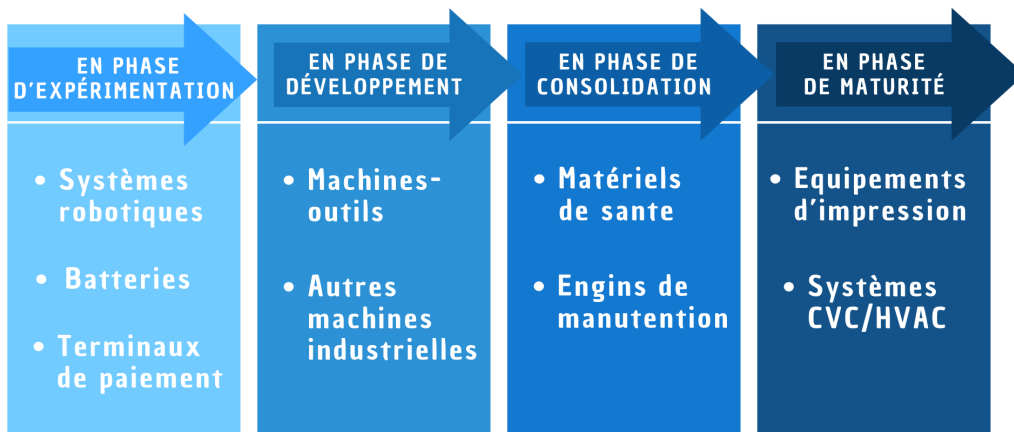 EN PHASE
D'EXPÉRIMENTATION
• Systèmes
robotiques
• Batteries
• Terminaux
de paiement
EN PHASE DE
DÉVELOPPEMENT
• Machines-
outils
• Autres
machines
industrielles
EN PHASE DE
CONSOLIDATION
• Matériels
de sante
• Engins de
manutention
EN PHASE
DE MATURITÉ
• Equipements
d'impression
• Systèmes
CVC/HVAC